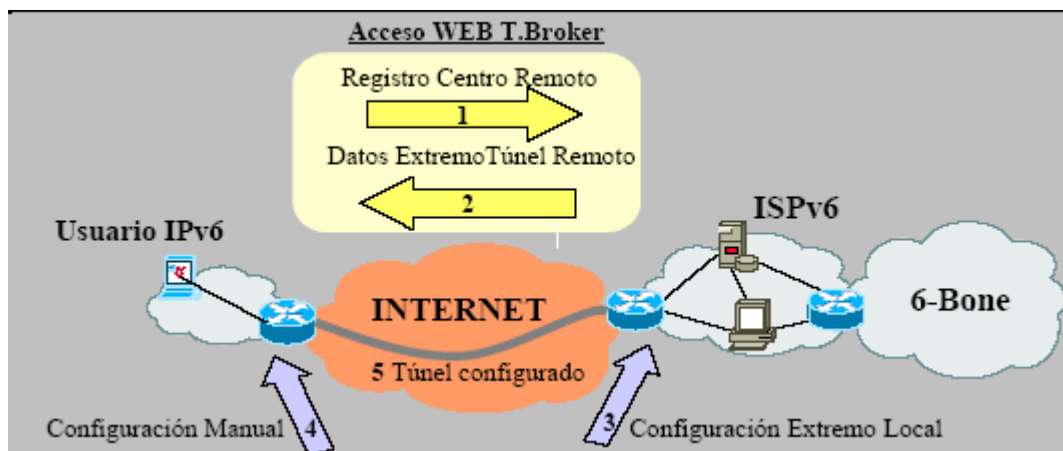 Acceso WEB T.Broker
Registro Centro Remoto
1
Datos ExtremoTúnel Remoto
2
Usuario IPv6
ISPv6
INTERNET
6-Bone
5 Túnel configurado
Configuración Manual
4
3
Configuración Extremo Local